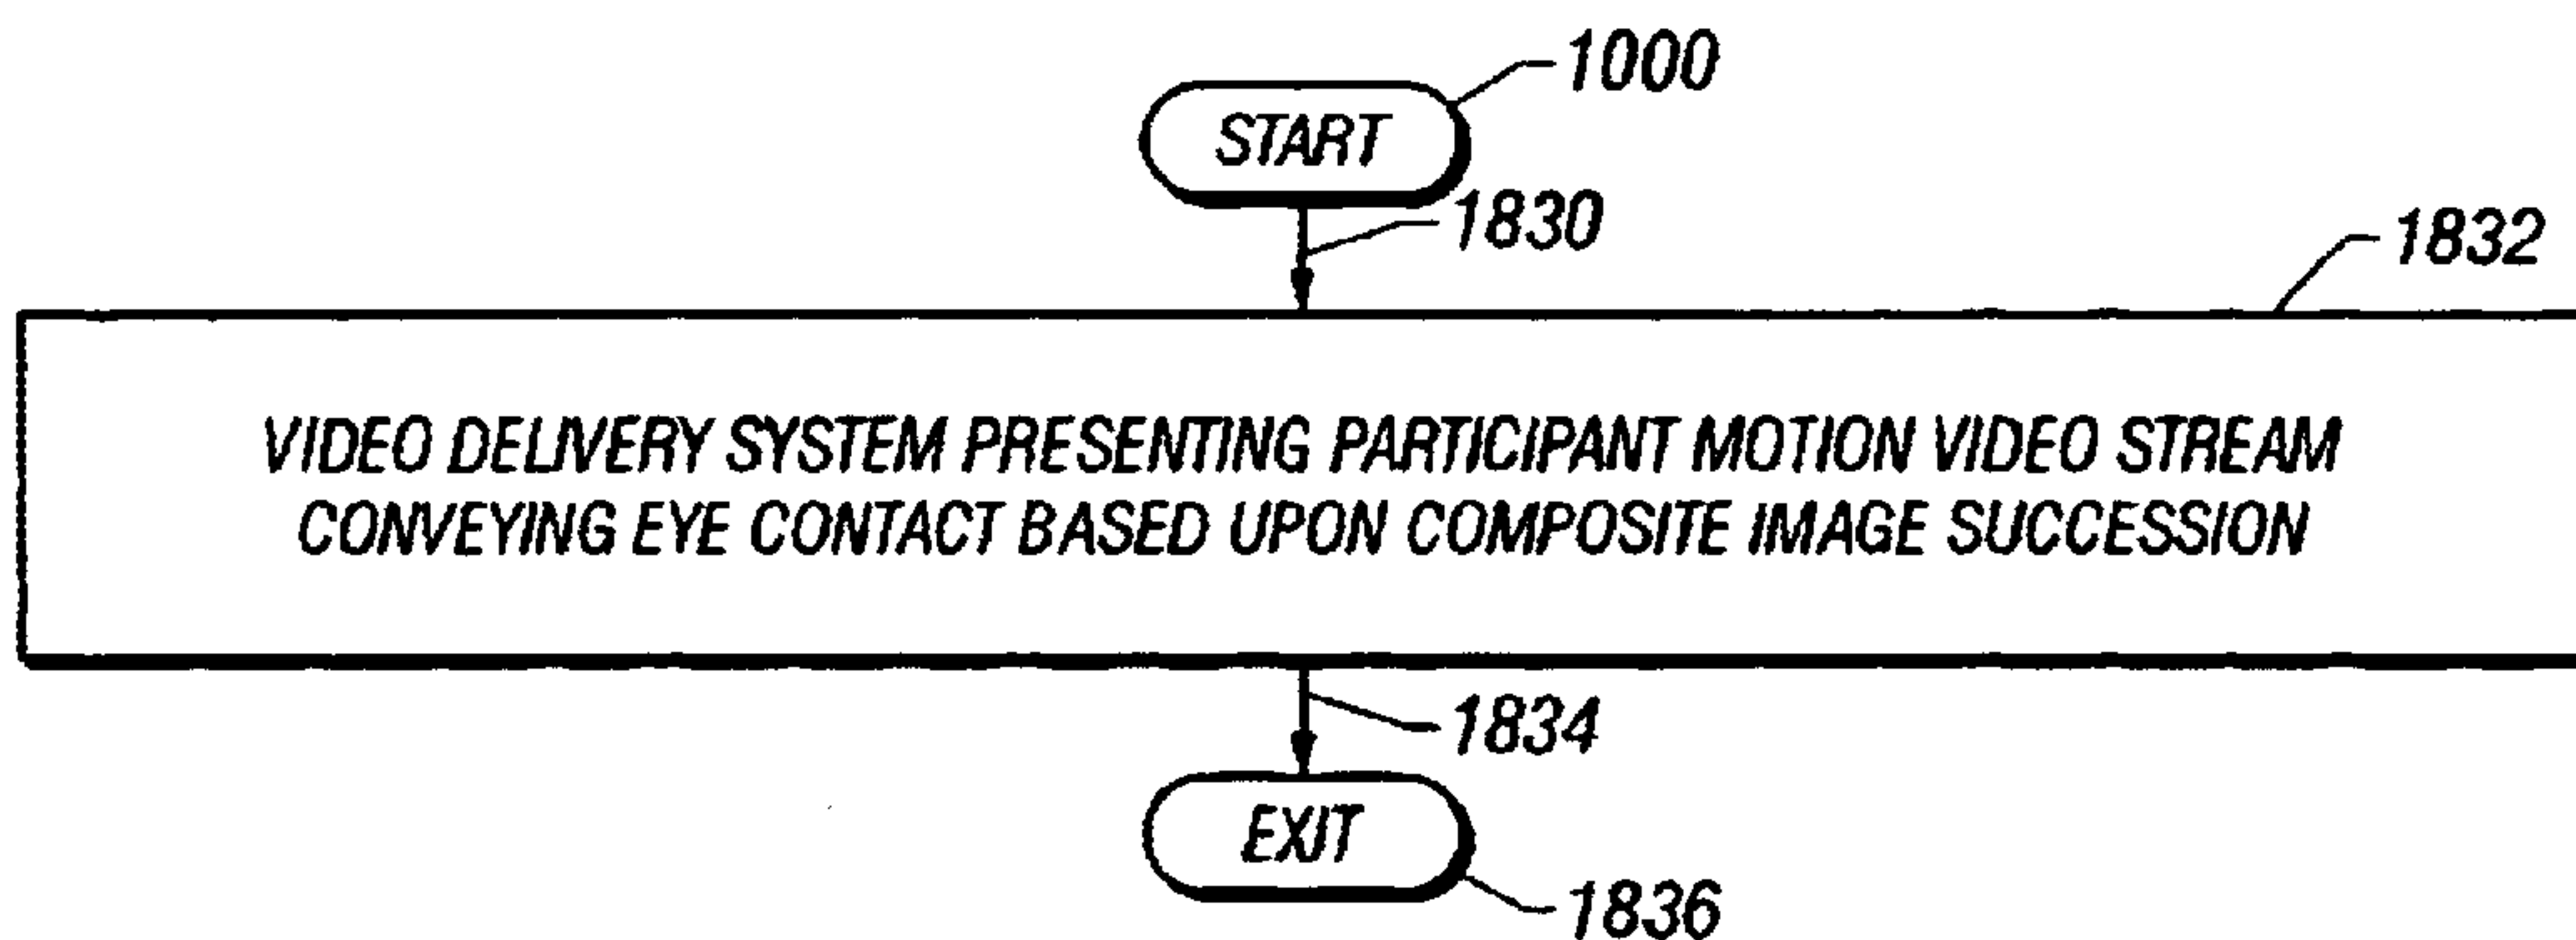 1000
START
1830
1832
VIDEO DELIVERY SYSTEM PRESENTING PARTICIPANT MOTION VIDEO STREAM
CONVEYING EYE CONTACT BASED UPON COMPOSITE IMAGE SUCCESSION
1834
EXIT
1836